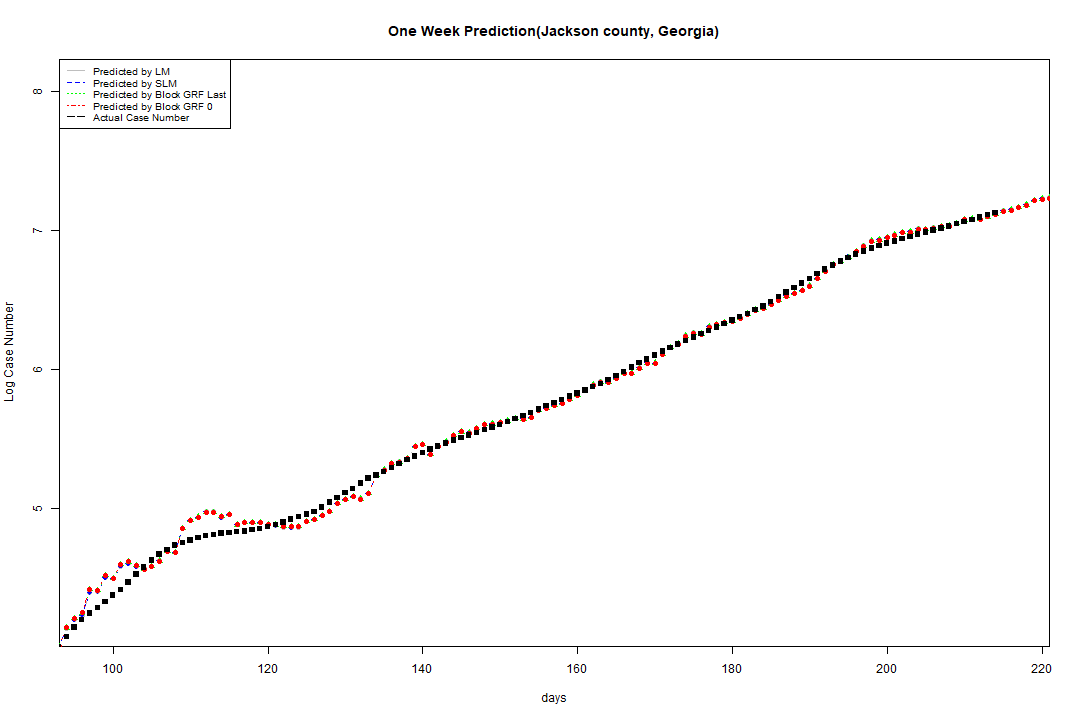 One Week Prediction(Jackson county, Georgia)
Predicted by LM
Predicted by SLM
Predicted by Block GRF Last
Predicted by Block GRF 0
Actual Case Number
8
7
6
5
Log Case Number
100 120 140 160 180 200 220
days